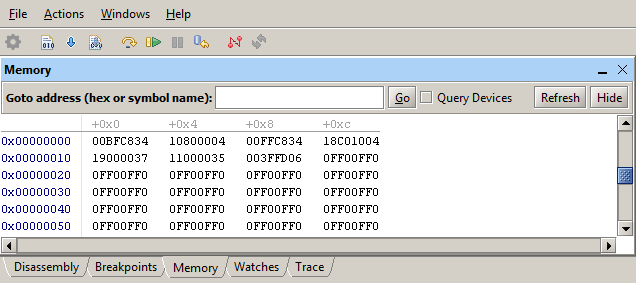 File Actions Windows Help
Memory
Goto address (hex or symbol name): Go Query Devices Refresh Hide
+0x0 +0x4 +0x8 +0xc
0x00000000 00BFC834 10800004 00FFC834 18C01004
0x00000010 19000037 11000035 003FFD06 0FF00FF0
0x00000020 0FF00FF0 0FF00FF0 0FF00FF0 0FF00FF0
0x00000030 0FF00FF0 0FF00FF0 0FF00FF0 0FF00FF0
0x00000040 0FF00FF0 0FF00FF0 0FF00FF0 0FF00FF0
0x00000050 0FF00FF0 0FF00FF0 0FF00FF0 0FF00FF0
Disassembly Breakpoints Memory Watches Trace